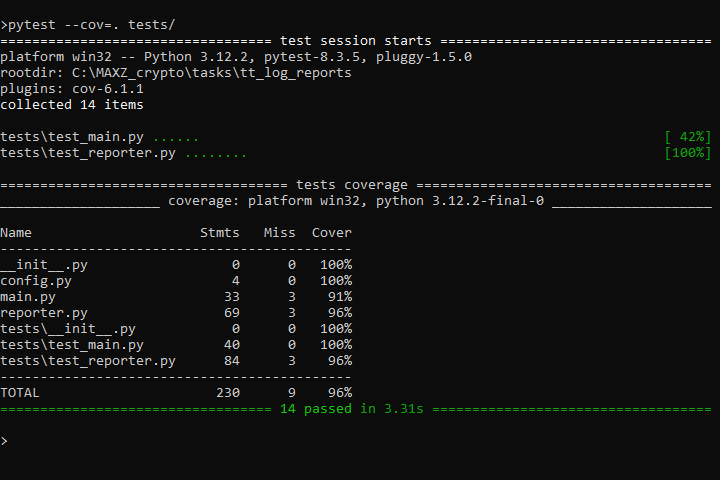 >pytest --cov=. tests/
================================== test session starts ==================================
platform win32 -- Python 3.12.2, pytest-8.3.5, pluggy-1.5.0
rootdir: C:\MAXZ_crypto\tasks\tt_log_reports
plugins: cov-6.1.1
collected 14 items
tests\test_main.py ...... [ 42%]
tests\test_reporter.py ........ [100%]
==================================== tests coverage =====================================
____________________ coverage: platform win32, python 3.12.2-final-0 ____________________
Name Stmts Miss Cover
--------------------------------------------
__init__.py 0 0 100%
config.py 4 0 100%
main.py 33 3 91%
reporter.py 69 3 96%
tests\__init__.py 0 0 100%
tests\test_main.py 40 0 100%
tests\test_reporter.py 84 3 96%
--------------------------------------------
TOTAL 230 9 96%
================================== 14 passed in 3.31s ===================================
>